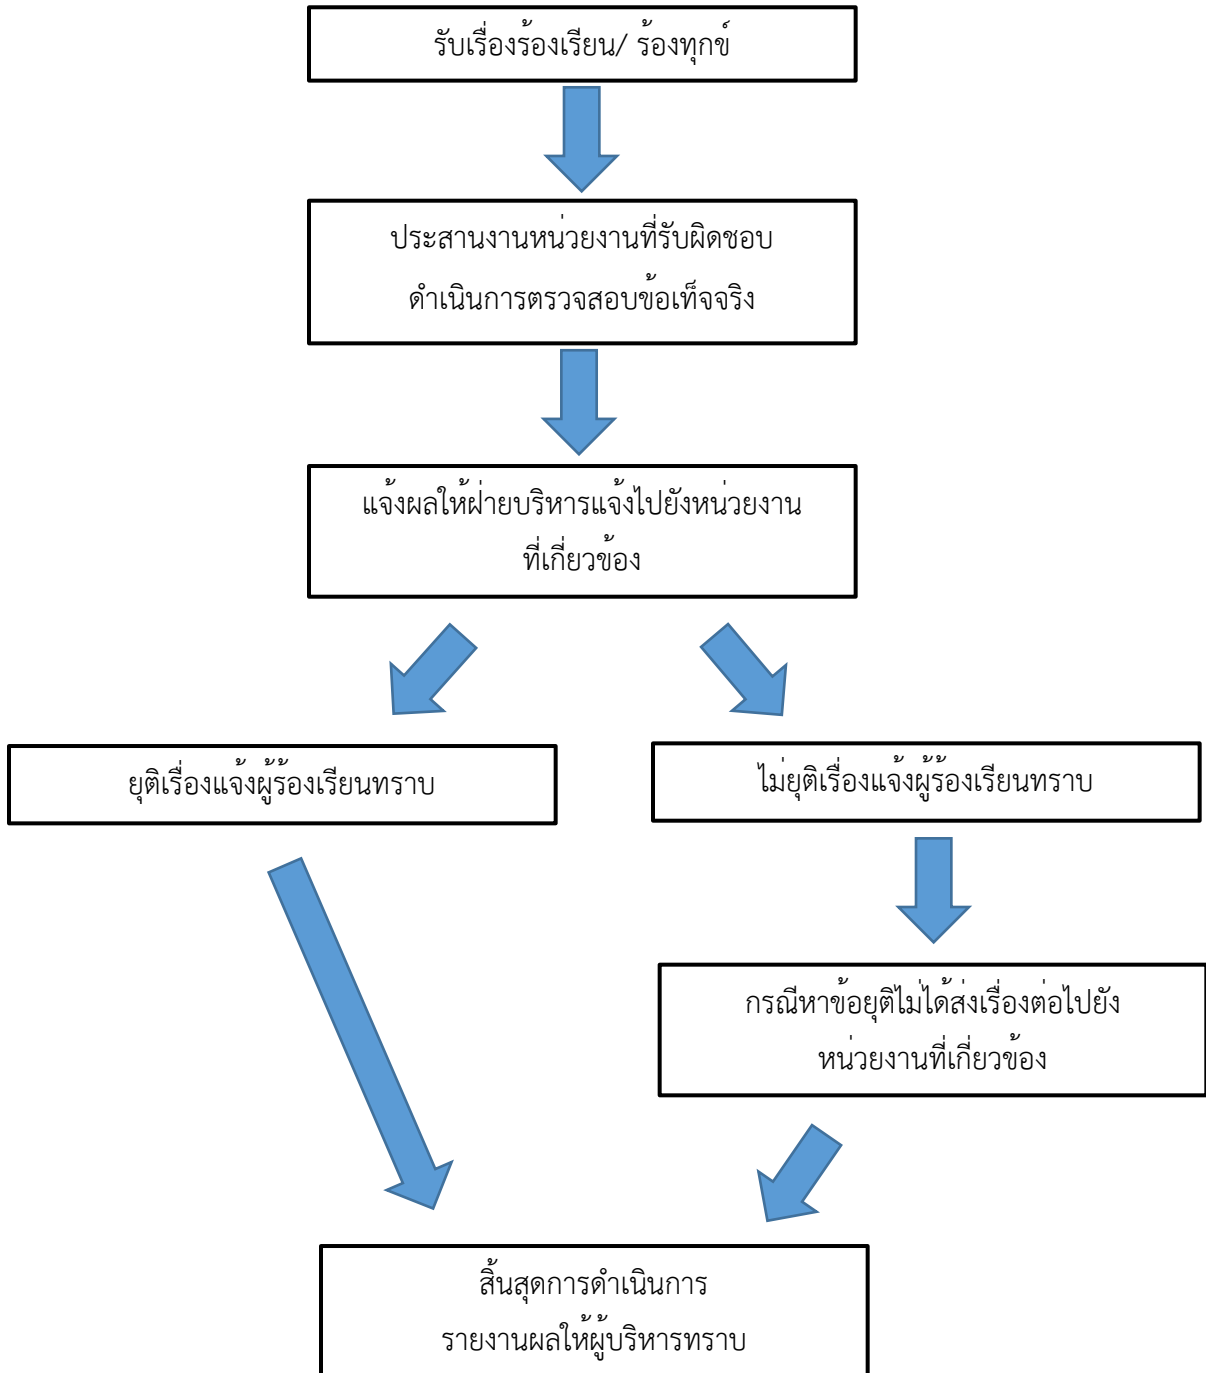 รับเรื่องร้องเรียน/ ร้องทุกข์
ประสานงานหน่วยงานที่รับผิดชอบ
ดำเนินการตรวจสอบข้อเท็จจริง
แจ้งผลให้ฝ่ายบริหารแจ้งไปยังหน่วยงาน
ที่เกี่ยวข้อง
ยุติเรื่องแจ้งผู้ร้องเรียนทราบ
ไม่ยุติเรื่องแจ้งผู้ร้องเรียนทราบ
กรณีหาข้อยุติไม่ได้ส่งเรื่องต่อไปยัง
หน่วยงานที่เกี่ยวข้อง
สิ้นสุดการดำเนินการ
รายงานผลให้ผู้บริหารทราบ